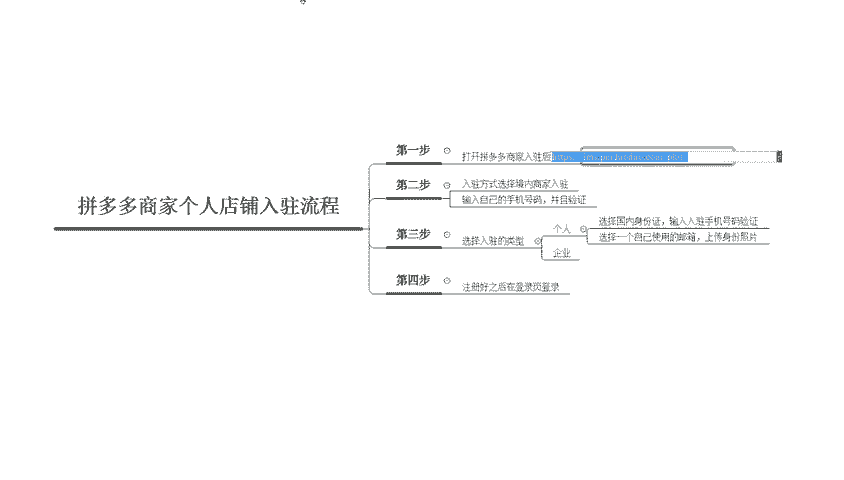 拼多多商家个人店铺入驻流程
第一步
打开拼多多商家入驻后
第二步
入驻方式选择境内商家入驻
输入自己的手机号码，并且验证
第三步
选择入驻的类型
个人
选择国内身份证，输入入驻手机号码验证
选择一个自己使用的邮箱，上传身份照片
企业
第四步
注册好之后在登录页登录